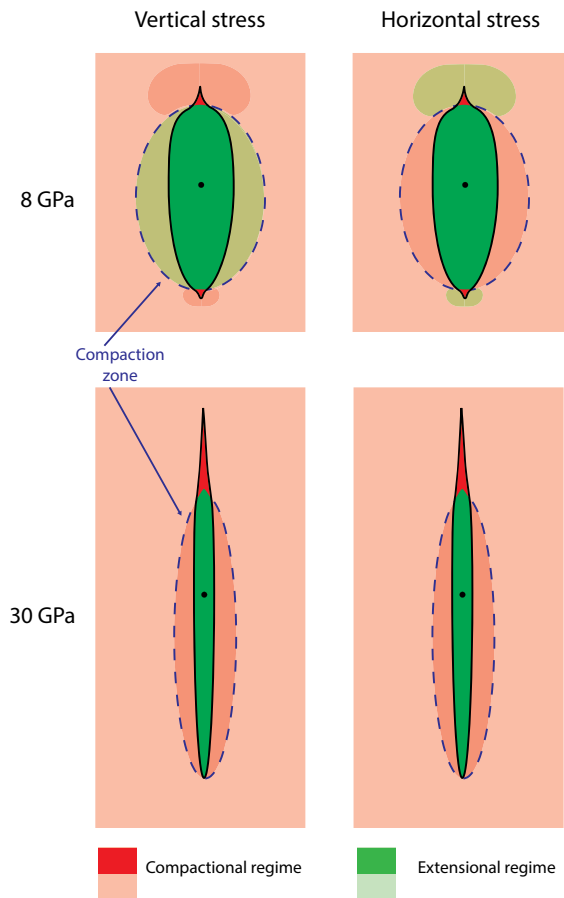 Vertical stress
Horizontal stress
8 GPa
Compaction
zone
30 GPa
Compactional regime
Extensional regime